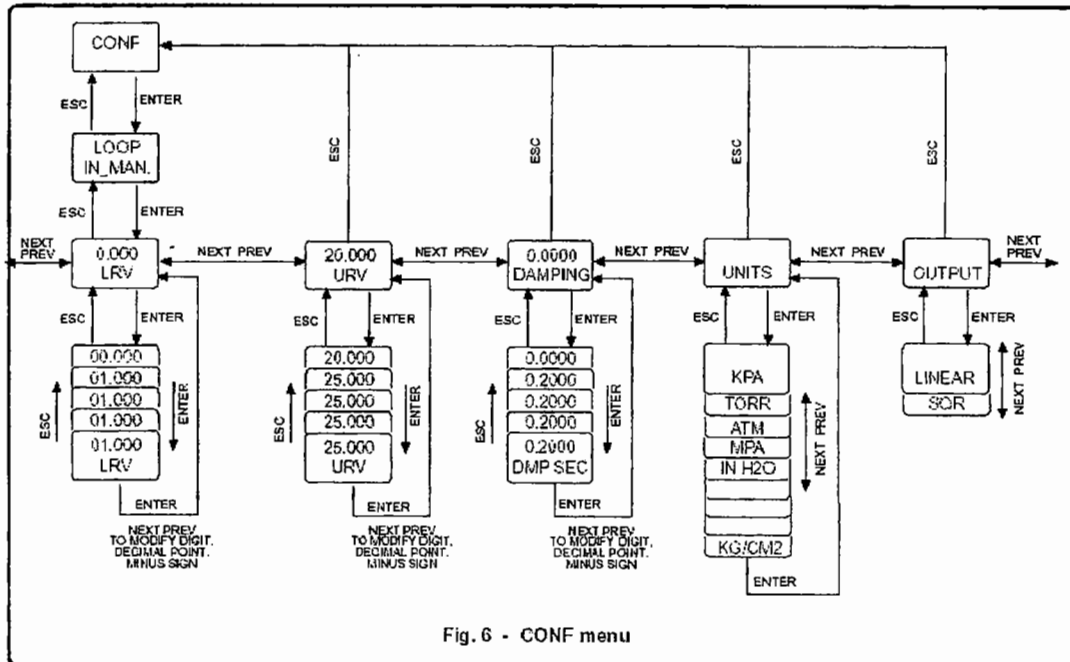 CONF
ESC
ENTER
ESC
ESC
ESC
ESC
LOOP
IN_MAN.
ESC
ENTER
NEXT
PREV
0.000
LRV
NEXT PREV
20.000
URV
NEXT PREV
0.0000
DAMPING
NEXT PREV
UNITS
NEXT PREV
OUTPUT
NEXT
PREV
ESC
ENTER
ESC
ENTER
ESC
ENTER
ESC
ENTER
ESC
ENTER
00.000
01.000
01.000
01.000
01.000
LRV
ESC
ENTER
20.000
25.000
25.000
25.000
25.000
URV
ESC
ENTER
0.0000
0.2000
0.2000
0.2000
0.2000
DMP SEC
ESC
ENTER
KPA
TORR
ATM
MPA
IN H2O
KG/CM2
NEXT PREV
LINEAR
SQR
NEXT PREV
ENTER
ENTER
ENTER
ENTER
NEXT PREV
TO MODIFY DIGIT,
DECIMAL POINT.
MINUS SIGN
NEXT PREV
TO MODIFY DIGIT,
DECIMAL POINT.
MINUS SIGN
NEXT PREV
TO MODIFY DIGIT,
DECIMAL POINT.
MINUS SIGN
Fig. 6 - CONF menu